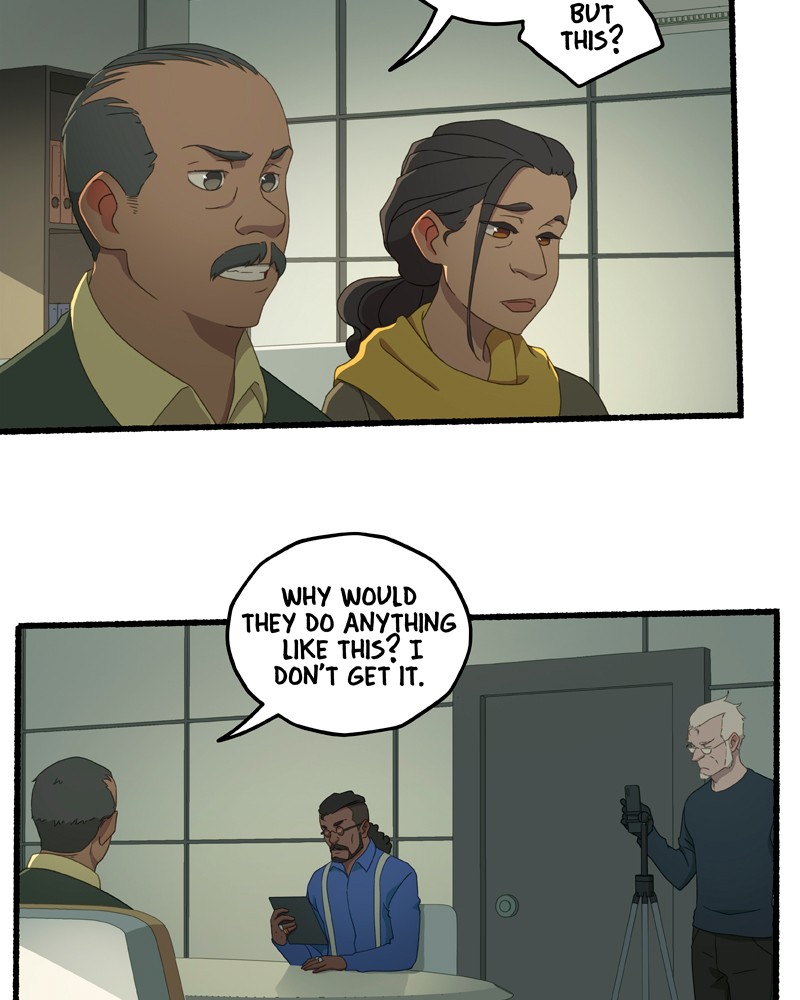 BUT
THIS?
WHY WOULD
THEY DO ANYTHING
LIKE THIS? I
DON'T GET IT.